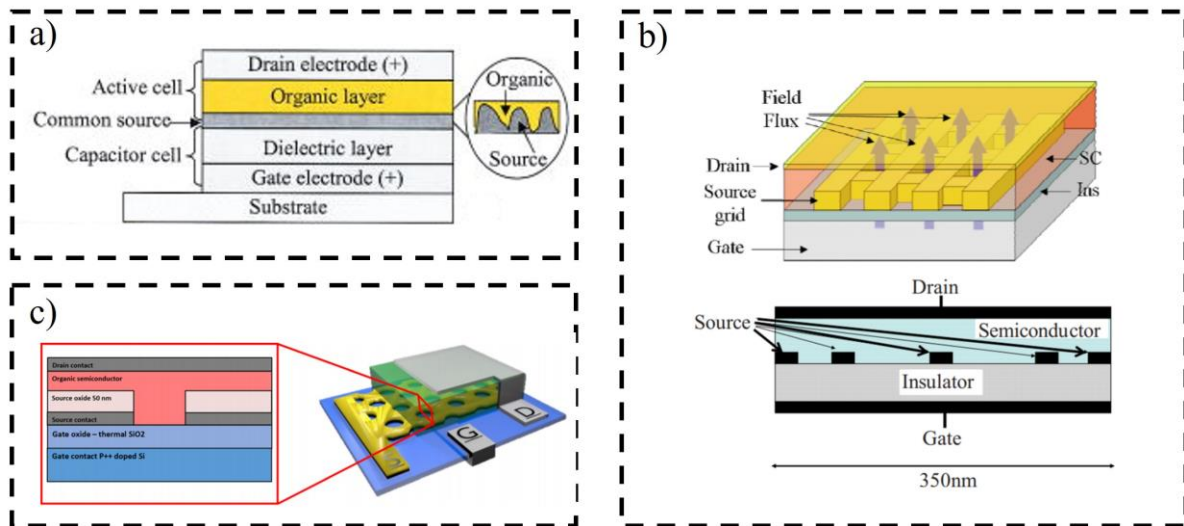 a)
Drain electrode (+)
Active cell
Organic layer
Organic
Common source
Source
Capacitor cell
Dielectric layer
Gate electrode (+)
Substrate
b)
Field
Flux
Drain
SC
Source
grid
Ins
Gate
Drain
Source
Semiconductor
Insulator
Gate
350nm
c)
Drain contact
Organic semiconductor
Source oxide 50 nm
Source contact
Gate oxide – thermal SiO2
Gate contact P++ doped Si
S
G
D